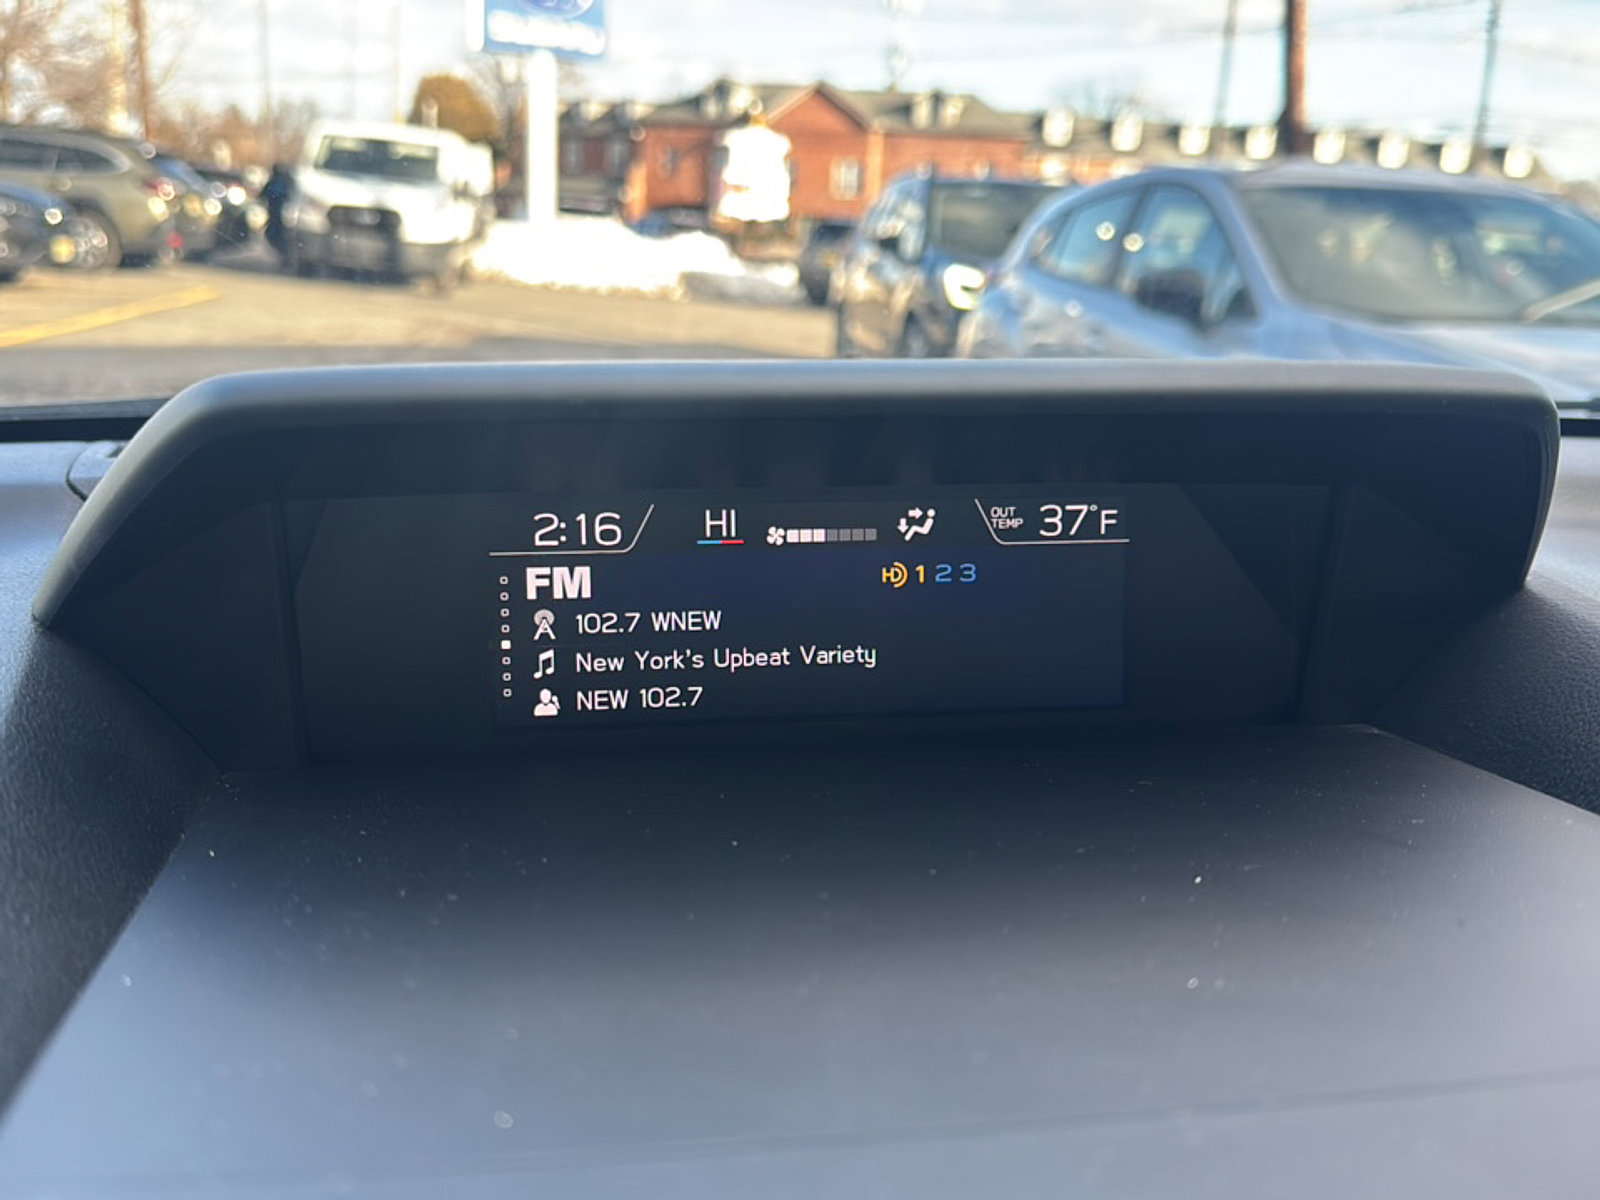 2:16 HI OUT TEMP 37°F
FM HD 1 2 3
102.7 WNEW
New York's Upbeat Variety
NEW 102.7